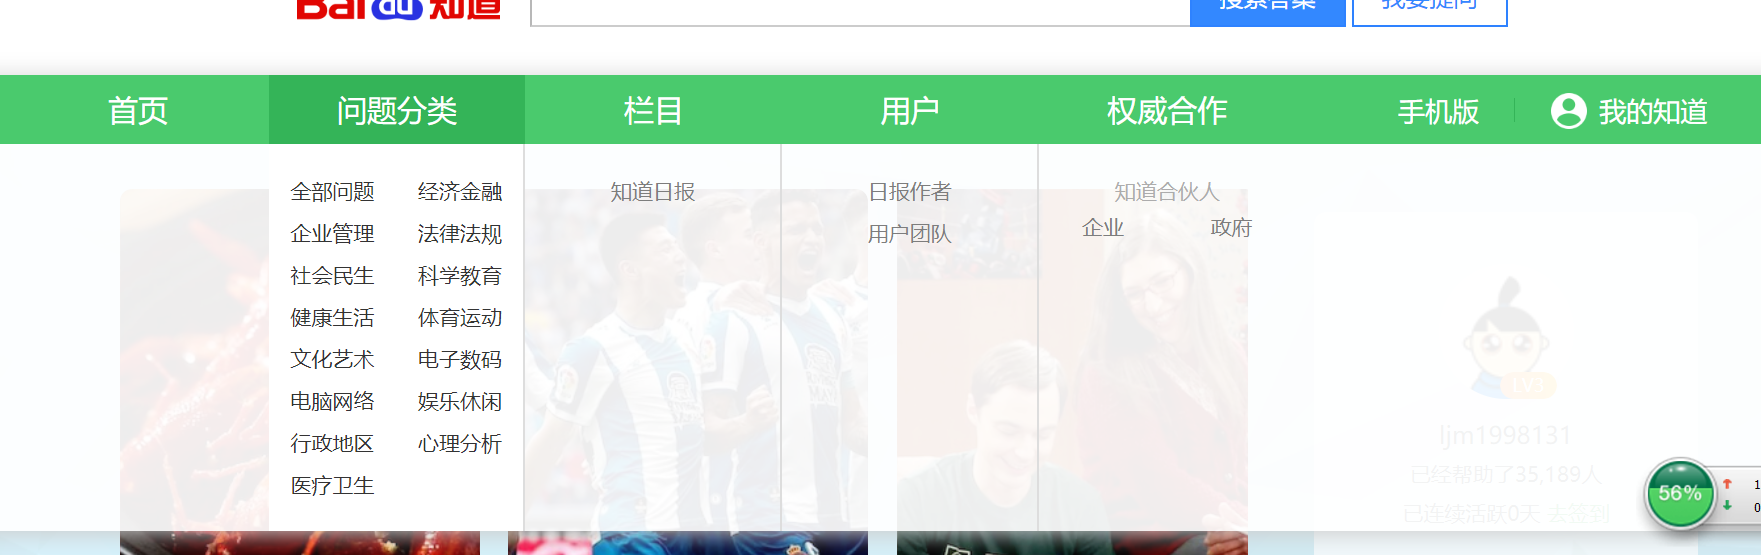 Baidu 知道
搜索答案 我要提问
首页 问题分类 栏目 用户 权威合作 手机版 我的知道
全部问题 经济金融 知道日报 日报作者 知道合伙人
企业管理 法律法规 用户团队 企业 政府
社会民生 科学教育
健康生活 体育运动
文化艺术 电子数码
电脑网络 娱乐休闲
行政地区 心理分析
医疗卫生
ljm1998131
已经帮助了35,189人
已连续活跃0天 去签到
56%
1
0